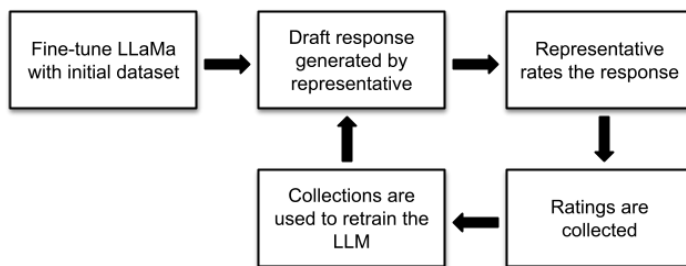 Fine-tune LLaMa
with initial dataset
Draft response
generated by
representative
Representative
rates the response
Collections are
used to retrain the
LLM
Ratings are
collected